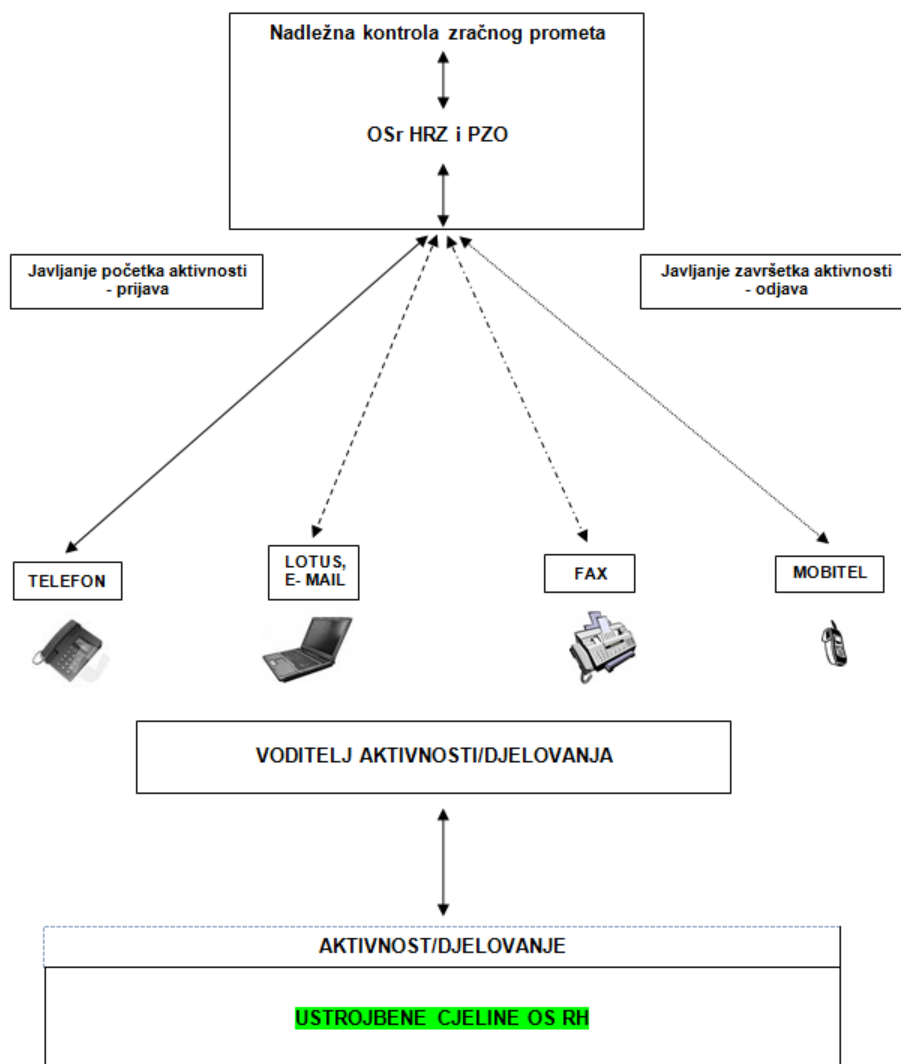 Nadležna kontrola zračnog prometa
OSr HRZ i PZO
Javljanje početka aktivnosti
- prijava
Javljanje završetka aktivnosti
- odjava
TELEFON
LOTUS,
E- MAIL
FAX
MOBITEL
VODITELJ AKTIVNOSTI/DJELOVANJA
AKTIVNOST/DJELOVANJE
USTROJBENE CJELINE OS RH